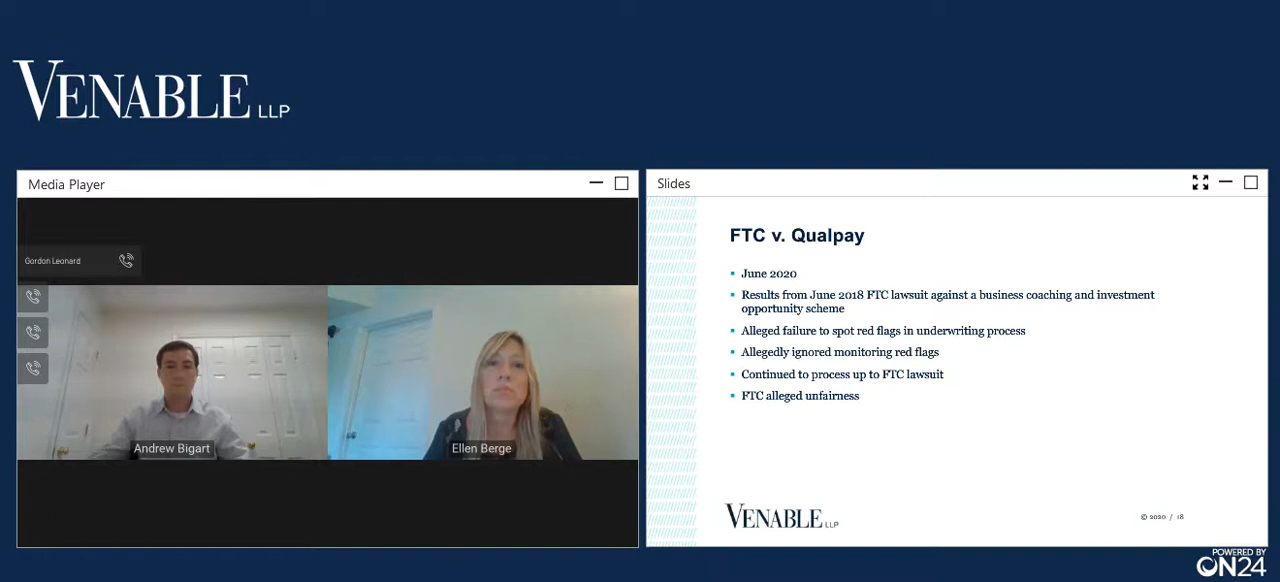 VENABLE LLP
Media Player
Gordon Leonard
Andrew Bigart
Ellen Berge
Slides
FTC v. Qualpay
▪ June 2020
▪ Results from June 2018 FTC lawsuit against a business coaching and investment
opportunity scheme
▪ Alleged failure to spot red flags in underwriting process
▪ Allegedly ignored monitoring red flags
▪ Continued to process up to FTC lawsuit
▪ FTC alleged unfairness
VENABLE LLP
© 2020 / 18
POWERED BY
ON24